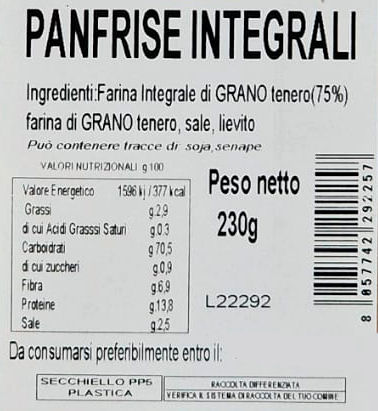 PANFRISE INTEGRALI
Ingredienti:Farina Integrale di GRANO tenero(75%)
farina di GRANO tenero, sale, lievito
Può contenere tracce di soja, senape
VALORI NUTRIZIONALI g 100
Valore Energetico 1596 kj / 377 kcal
Grassi g.2,9
di cui Acidi Grasssi Saturi g.0.3
Carboidrati g 70,5
di cui zuccheri g.0,9
Fibra g.6,9
Proteine g.13,8
Sale g.2,5
Peso netto
230g
L22292
8 057742 292257
Da consumarsi preferibilmente entro il:
SECCHIELLO PP5
PLASTICA
RACCOLTA DIFFERENZIATA
VERIFICA IL SISTEMA DI RACCOLTA DEL TUO COMUNE